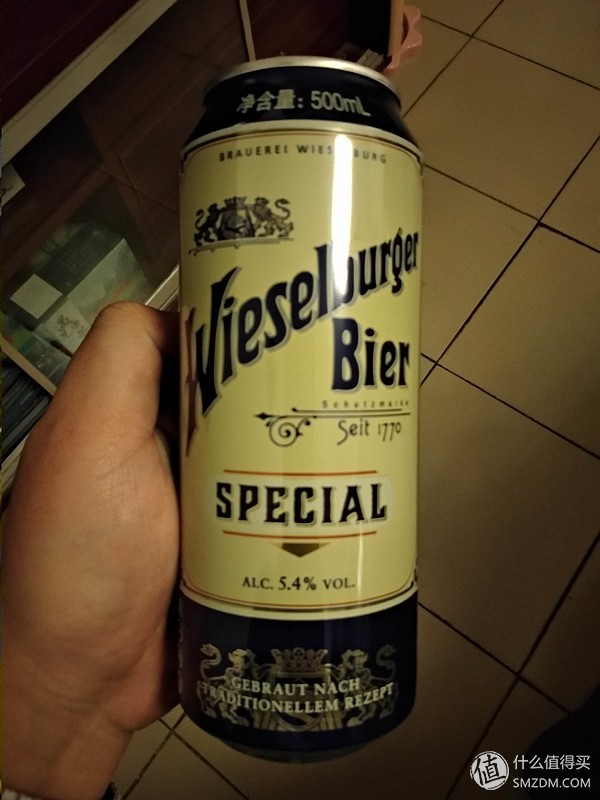 净含量：500mL
BRAUEREI WIESELBURG
Wieselburger
Bier
Schutzmarke
Seit 1770
SPECIAL
ALC. 5.4% VOL.
GEBRAUT NACH
TRADITIONELLEM REZEPT
值 什么值得买
SMZDM.COM